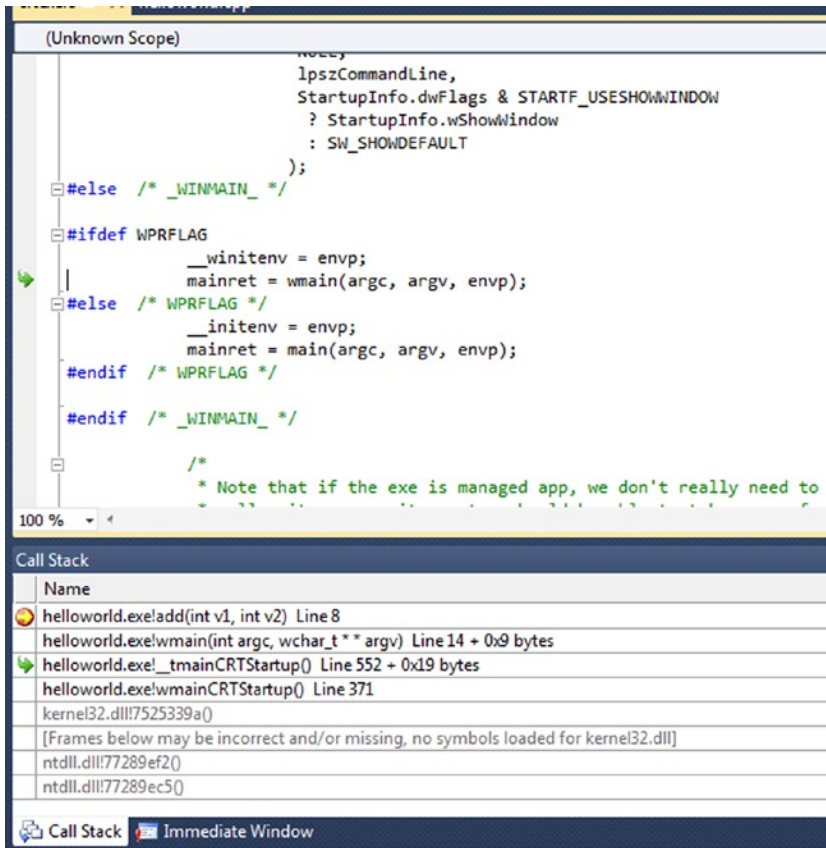 (Unknown Scope)
NULL,
lpszCommandLine,
StartupInfo.dwFlags & STARTF_USESHOWWINDOW
? StartupInfo.wShowWindow
: SW_SHOWDEFAULT
);
#else /* _WINMAIN_ */
#ifdef WPRFLAG
__winitenv = envp;
mainret = wmain(argc, argv, envp);
#else /* WPRFLAG */
__initenv = envp;
mainret = main(argc, argv, envp);
#endif /* WPRFLAG */
#endif /* _WINMAIN_ */
/*
* Note that if the exe is managed app, we don't really need to
100 %
Call Stack
Name
helloworld.exe!add(int v1, int v2) Line 8
helloworld.exe!wmain(int argc, wchar_t * * argv) Line 14 + 0x9 bytes
helloworld.exe!__tmainCRTStartup() Line 552 + 0x19 bytes
helloworld.exe!wmainCRTStartup() Line 371
kernel32.dll!7525339a()
[Frames below may be incorrect and/or missing, no symbols loaded for kernel32.dll]
ntdll.dll!77289ef2()
ntdll.dll!77289ec5()
Call Stack Immediate Window